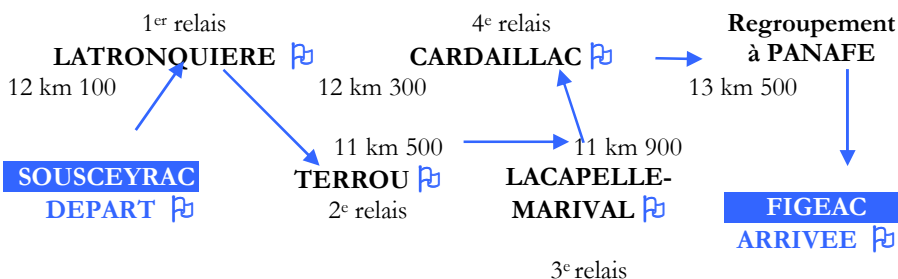 1er relais
LATRONQUIERE
12 km 100
4e relais
CARDAILLAC
12 km 300
Regroupement
à PANAFE
13 km 500
SOUSCEYRAC
DEPART
11 km 500
TERROU
2e relais
11 km 900
LACAPELLE-
MARIVAL
3e relais
FIGEAC
ARRIVEE